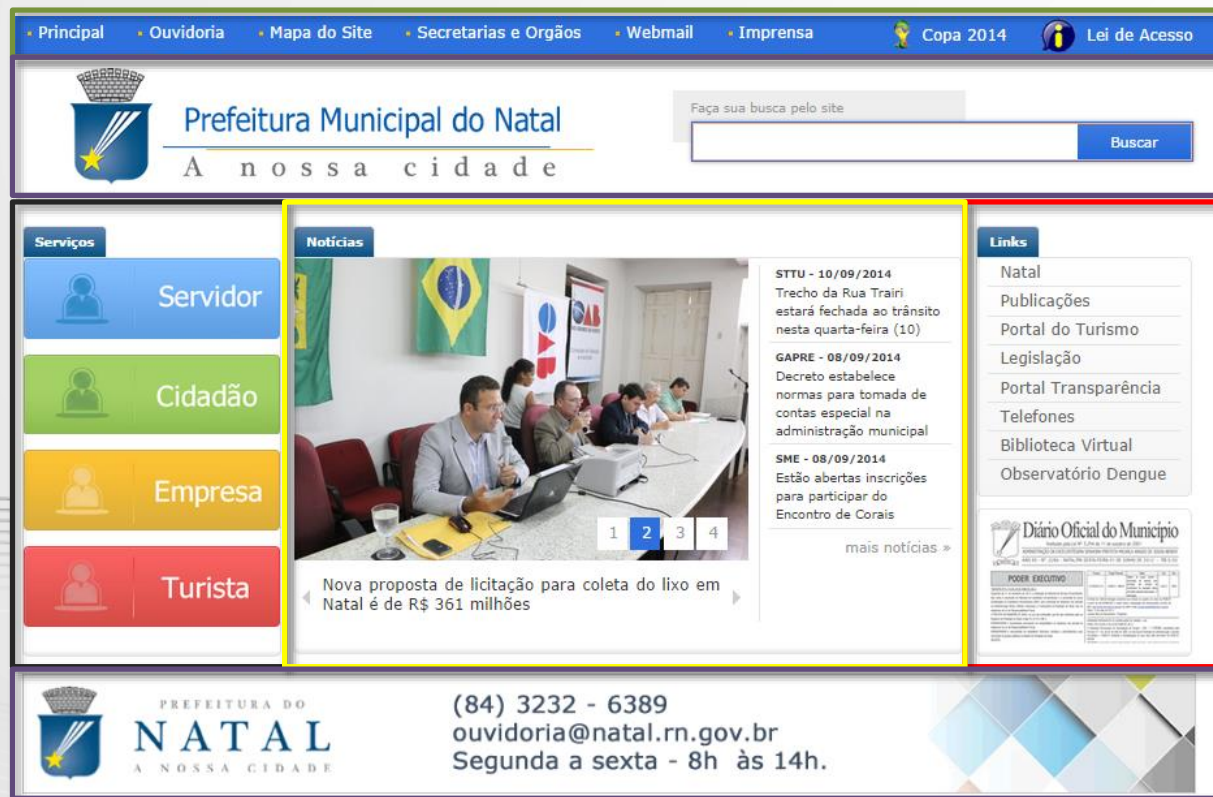 Principal
Ouvidoria
Mapa do Site
Secretarias e Orgãos
Webmail
Imprensa
Copa 2014
Lei de Acesso
Prefeitura Municipal do Natal
A nossa cidade
Faça sua busca pelo site
Buscar
Serviços
Servidor
Cidadão
Empresa
Turista
Notícias
OAB
OAB
1 2 3 4
Nova proposta de licitação para coleta do lixo em
Natal é de R$ 361 milhões
STTU - 10/09/2014
Trecho da Rua Trairi
estará fechada ao trânsito
nesta quarta-feira (10)
GAPRE - 08/09/2014
Decreto estabelece
normas para tomada de
contas especial na
administração municipal
SME - 08/09/2014
Estão abertas inscrições
para participar do
Encontro de Corais
mais notícias »
Links
Natal
Publicações
Portal do Turismo
Legislação
Portal Transparência
Telefones
Biblioteca Virtual
Observatório Dengue
Diário Oficial do Município
PODER EXECUTIVO
PREFEITURA DO
NATAL
A NOSSA CIDADE
(84) 3232 - 6389
ouvidoria@natal.rn.gov.br
Segunda a sexta - 8h às 14h.